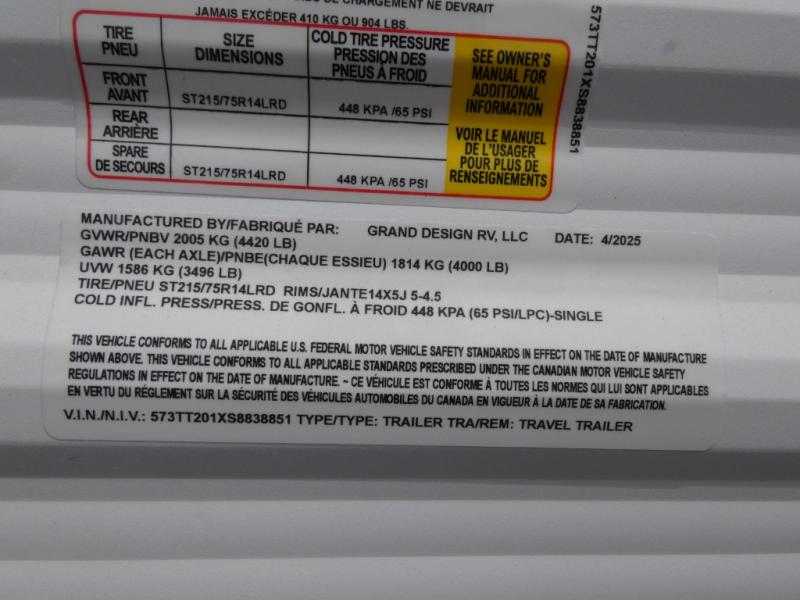 DE CHARGEMENT NE DEVRAIT
JAMAIS EXCÉDER 410 KG OU 904 LBS.
TIRE PNEU SIZE DIMENSIONS COLD TIRE PRESSURE PRESSION DES PNEUS À FROID
SEE OWNER'S
MANUAL FOR
ADDITIONAL
INFORMATION
FRONT AVANT ST215/75R14LRD 448 KPA /65 PSI
REAR ARRIÈRE
VOIR LE MANUEL
DE L'USAGER
POUR PLUS DE
RENSEIGNEMENTS
SPARE DE SECOURS ST215/75R14LRD 448 KPA /65 PSI
573TT201XS8838851
MANUFACTURED BY/FABRIQUÉ PAR: GRAND DESIGN RV, LLC DATE: 4/2025
GVWR/PNBV 2005 KG (4420 LB)
GAWR (EACH AXLE)/PNBE(CHAQUE ESSIEU) 1814 KG (4000 LB)
UVW 1586 KG (3496 LB)
TIRE/PNEU ST215/75R14LRD RIMS/JANTE14X5J 5-4.5
COLD INFL. PRESS/PRESS. DE GONFL. À FROID 448 KPA (65 PSI/LPC)-SINGLE
THIS VEHICLE CONFORMS TO ALL APPLICABLE U.S. FEDERAL MOTOR VEHICLE SAFETY STANDARDS IN EFFECT ON THE DATE OF MANUFACTURE
SHOWN ABOVE. THIS VEHICLE CONFORMS TO ALL APPLICABLE STANDARDS PRESCRIBED UNDER THE CANADIAN MOTOR VEHICLE SAFETY
REGULATIONS IN EFFECT ON THE DATE OF MANUFACTURE. ~ CE VÉHICULE EST CONFORME À TOUTES LES NORMES QUI LUI SONT APPLICABLES
EN VERTU DU RÉGLEMENT SUR LA SÉCURITÉ DES VÉHICULES AUTOMOBILES DU CANADA EN VIGUEUR À LA DATE DE SA FABRICATION.
V.I.N./N.I.V.: 573TT201XS8838851 TYPE/TYPE: TRAILER TRA/REM: TRAVEL TRAILER